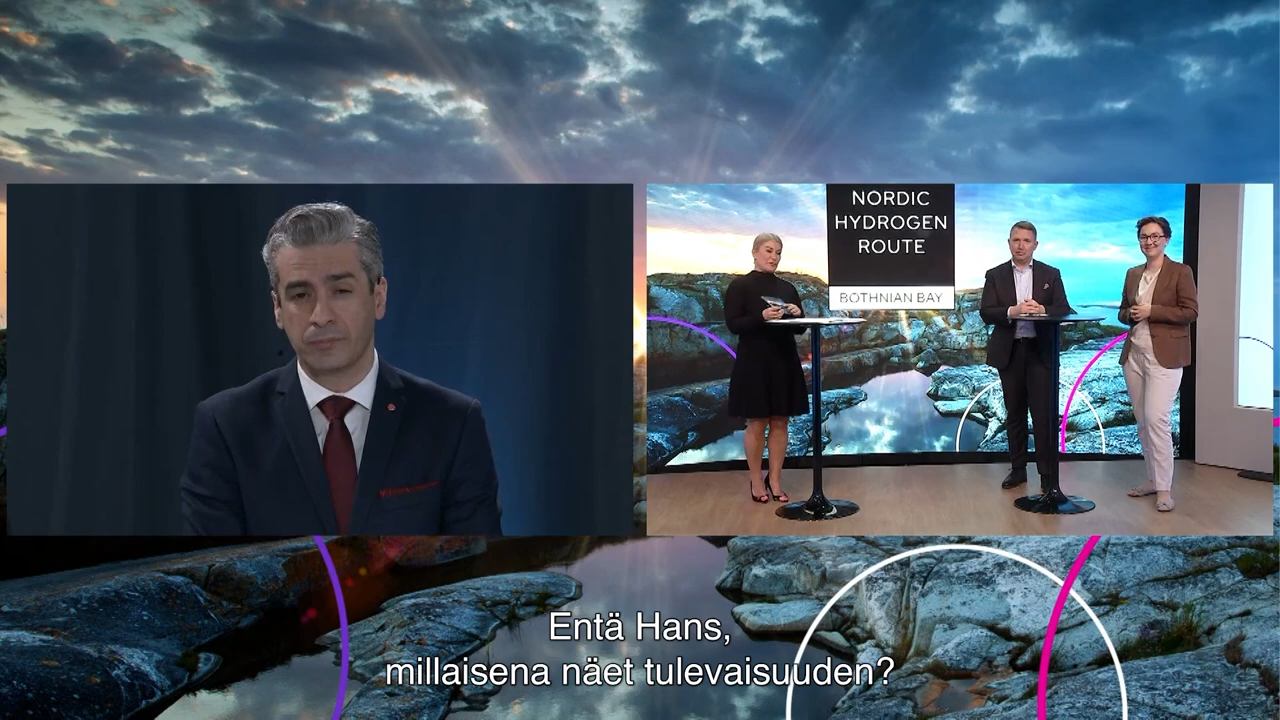 NORDIC
HYDROGEN
ROUTE
BOTHNIAN BAY
Entä Hans,
millaisena näet tulevaisuuden?